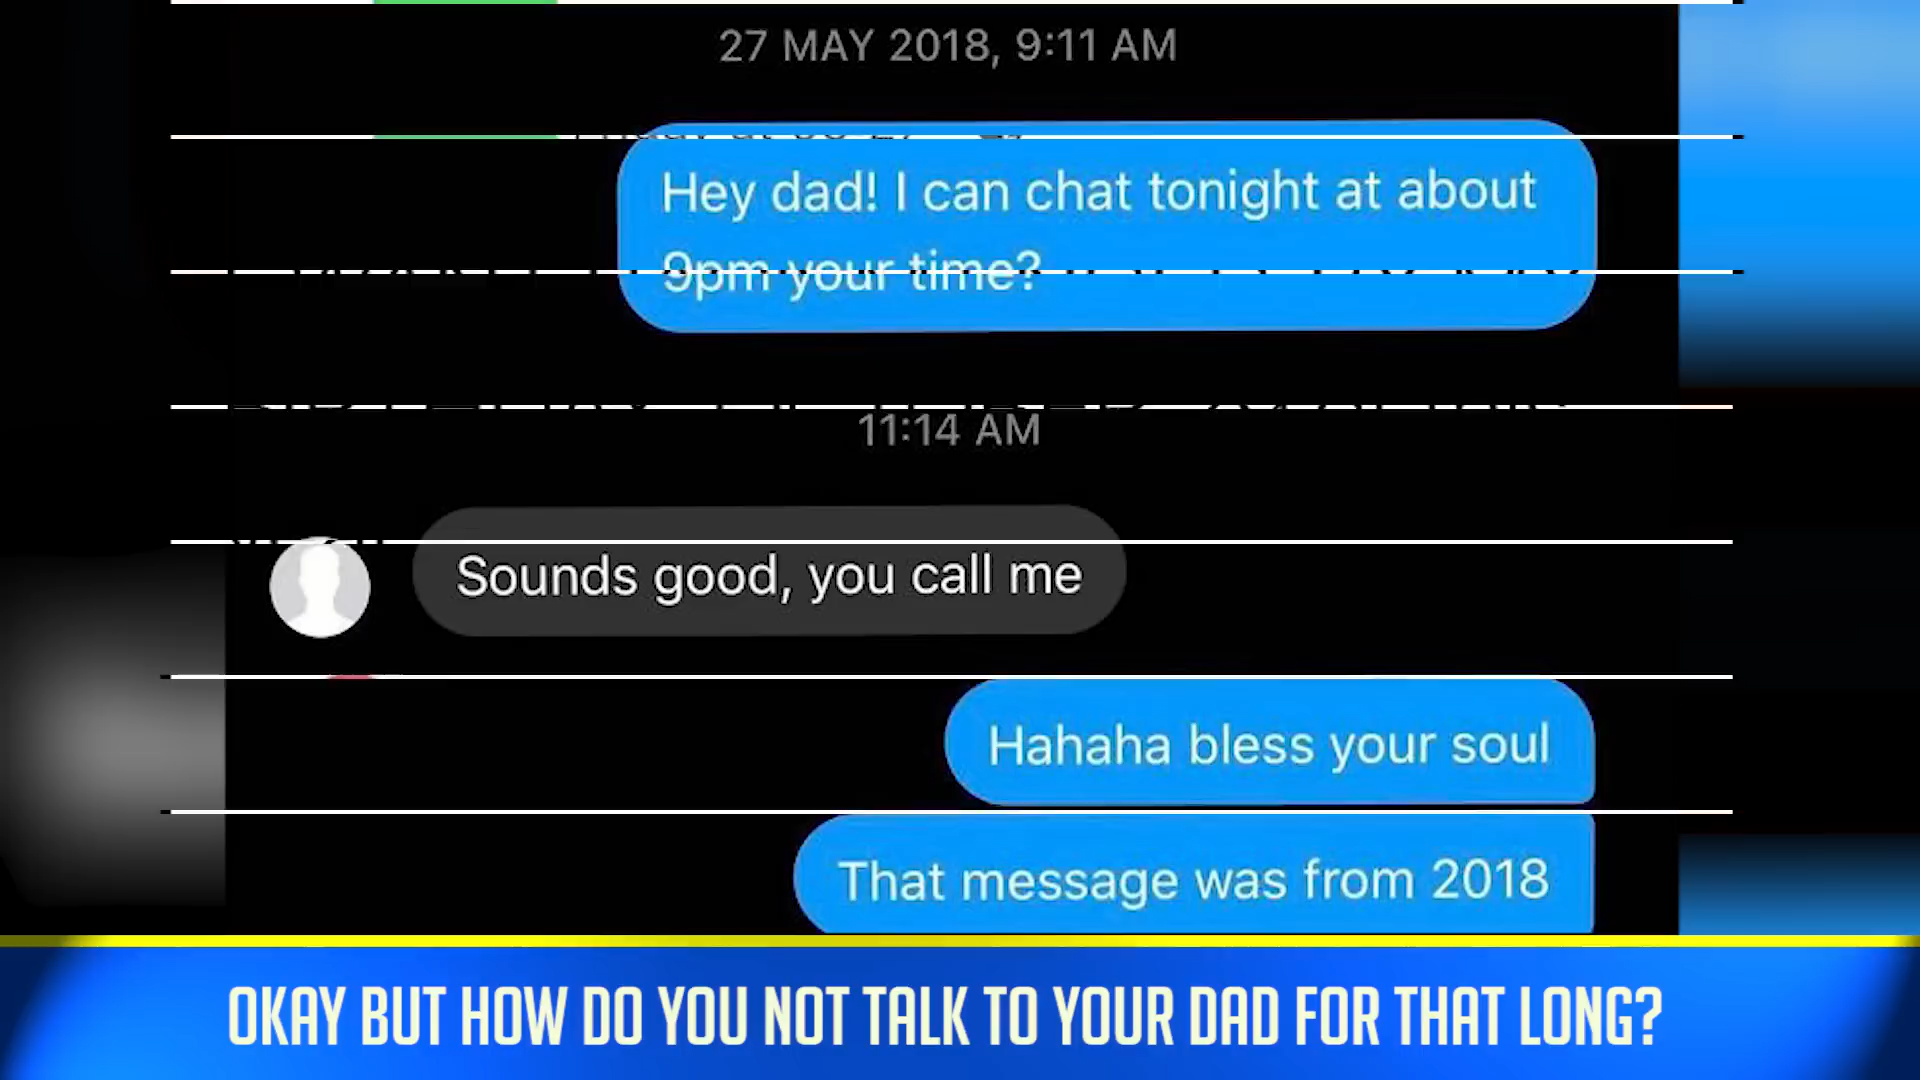 27 MAY 2018, 9:11 AM
Hey dad! I can chat tonight at about
9pm your time?
11:14 AM
Sounds good, you call me
Hahaha bless your soul
That message was from 2018
OKAY BUT HOW DO YOU NOT TALK TO YOUR DAD FOR THAT LONG?